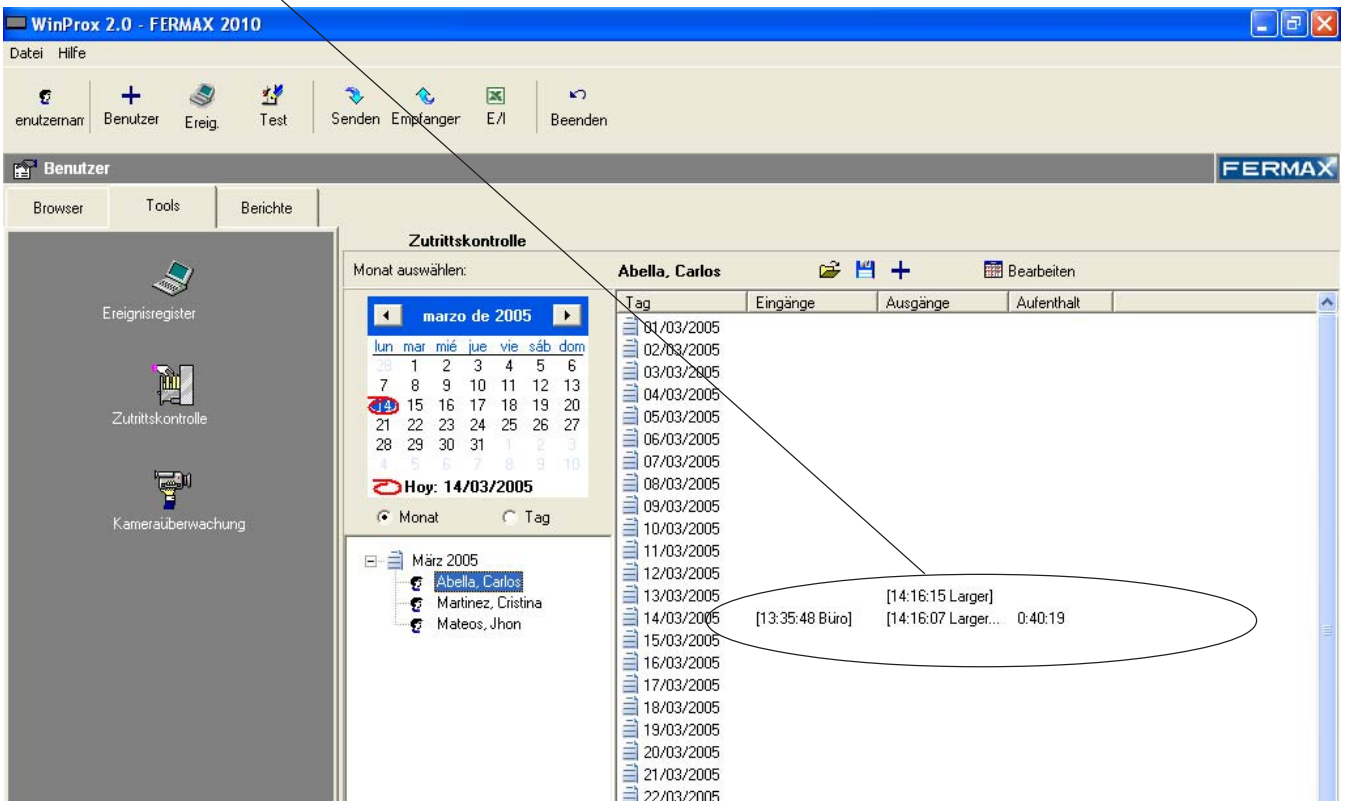 WinProx 2.0 - FERMAX 2010
Datei Hilfe
enutzernam Benutzer Ereig. Test Senden Empfanger E/I Beenden
Benutzer FERMAX
Browser Tools Berichte
Zutrittskontrolle
Monat auswählen: Abella, Carlos Bearbeiten
Ereignisregister
Zutrittskontrolle
Kameraüberwachung
marzo de 2005
lun mar mié jue vie sáb dom
28 1 2 3 4 5 6
7 8 9 10 11 12 13
14 15 16 17 18 19 20
21 22 23 24 25 26 27
28 29 30 31 1 2 3
4 5 6 7 8 9 10
Hoy: 14/03/2005
Monat Tag
März 2005
Abella, Carlos
Martinez, Cristina
Mateos, Jhon
Tag Eingänge Ausgänge Aufenthalt
01/03/2005
02/03/2005
03/03/2005
04/03/2005
05/03/2005
06/03/2005
07/03/2005
08/03/2005
09/03/2005
10/03/2005
11/03/2005
12/03/2005
13/03/2005 [14:16:15 Larger]
14/03/2005 [13:35:48 Büro] [14:16:07 Larger... 0:40:19
15/03/2005
16/03/2005
17/03/2005
18/03/2005
19/03/2005
20/03/2005
21/03/2005
22/03/2005